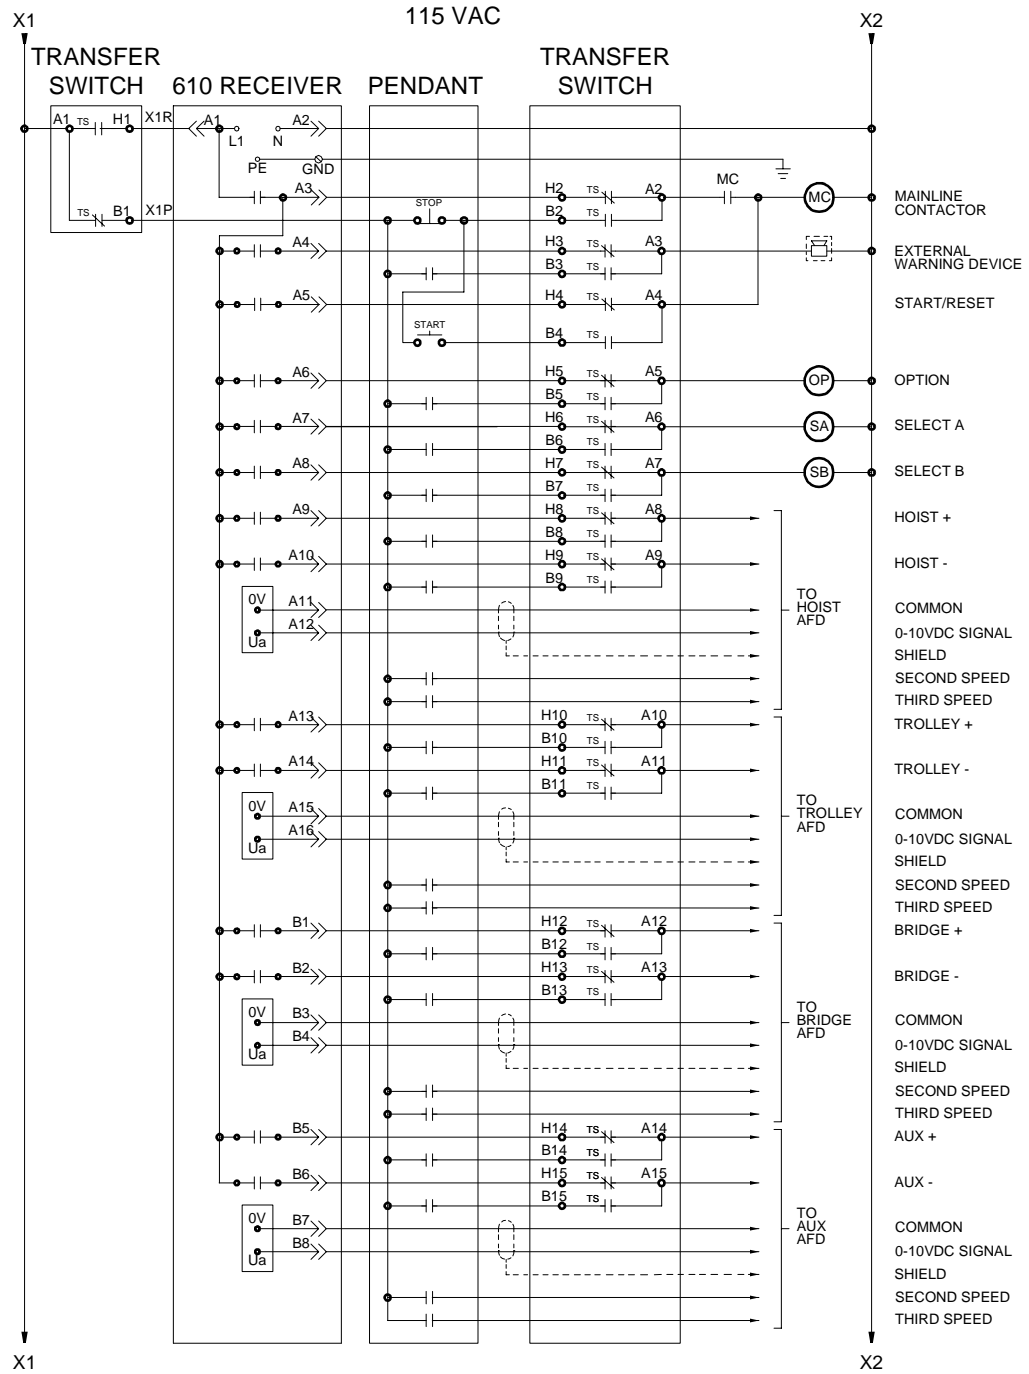 115 VAC
X1 X2
TRANSFER SWITCH 610 RECEIVER PENDANT TRANSFER SWITCH
A1 TS H1 X1R A1 L1 N A2
PE GND
A3 H2 TS A2 MC MC MAINLINE CONTACTOR
TS B1 X1P STOP B2 TS
A4 H3 TS A3 EXTERNAL WARNING DEVICE
B3 TS
A5 H4 TS A4 START/RESET
START B4 TS
A6 H5 TS A5 OP OPTION
B5 TS
A7 H6 TS A6 SA SELECT A
B6 TS
A8 H7 TS A7 SB SELECT B
B7 TS
A9 H8 TS A8 HOIST +
B8 TS
A10 H9 TS A9 HOIST -
B9 TS
TO HOIST AFD
0V A11 COMMON
Ua A12 0-10VDC SIGNAL
SHIELD
SECOND SPEED
THIRD SPEED
A13 H10 TS A10 TROLLEY +
B10 TS
A14 H11 TS A11 TROLLEY -
B11 TS
TO TROLLEY AFD
0V A15 COMMON
Ua A16 0-10VDC SIGNAL
SHIELD
SECOND SPEED
THIRD SPEED
B1 H12 TS A12 BRIDGE +
B12 TS
B2 H13 TS A13 BRIDGE -
B13 TS
TO BRIDGE AFD
0V B3 COMMON
Ua B4 0-10VDC SIGNAL
SHIELD
SECOND SPEED
THIRD SPEED
B5 H14 TS A14 AUX +
B14 TS
B6 H15 TS A15 AUX -
B15 TS
TO AUX AFD
0V B7 COMMON
Ua B8 0-10VDC SIGNAL
SHIELD
SECOND SPEED
THIRD SPEED
X1 X2